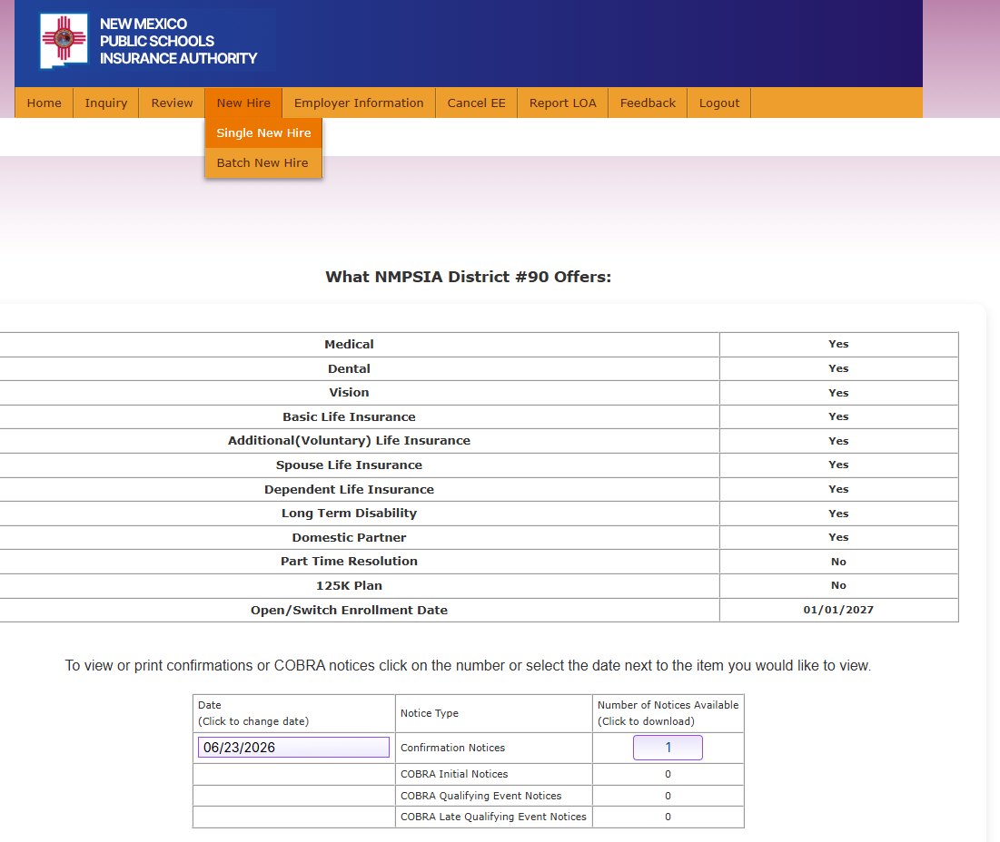 NEW MEXICO
PUBLIC SCHOOLS
INSURANCE AUTHORITY
Home Inquiry Review New Hire Employer Information Cancel EE Report LOA Feedback Logout
Single New Hire
Batch New Hire
What NMPSIA District #90 Offers:
Medical Yes
Dental Yes
Vision Yes
Basic Life Insurance Yes
Additional(Voluntary) Life Insurance Yes
Spouse Life Insurance Yes
Dependent Life Insurance Yes
Long Term Disability Yes
Domestic Partner Yes
Part Time Resolution No
125K Plan No
Open/Switch Enrollment Date 01/01/2027
To view or print confirmations or COBRA notices click on the number or select the date next to the item you would like to view.
Date
(Click to change date)
Notice Type
Number of Notices Available
(Click to download)
06/23/2026 Confirmation Notices 1
COBRA Initial Notices 0
COBRA Qualifying Event Notices 0
COBRA Late Qualifying Event Notices 0